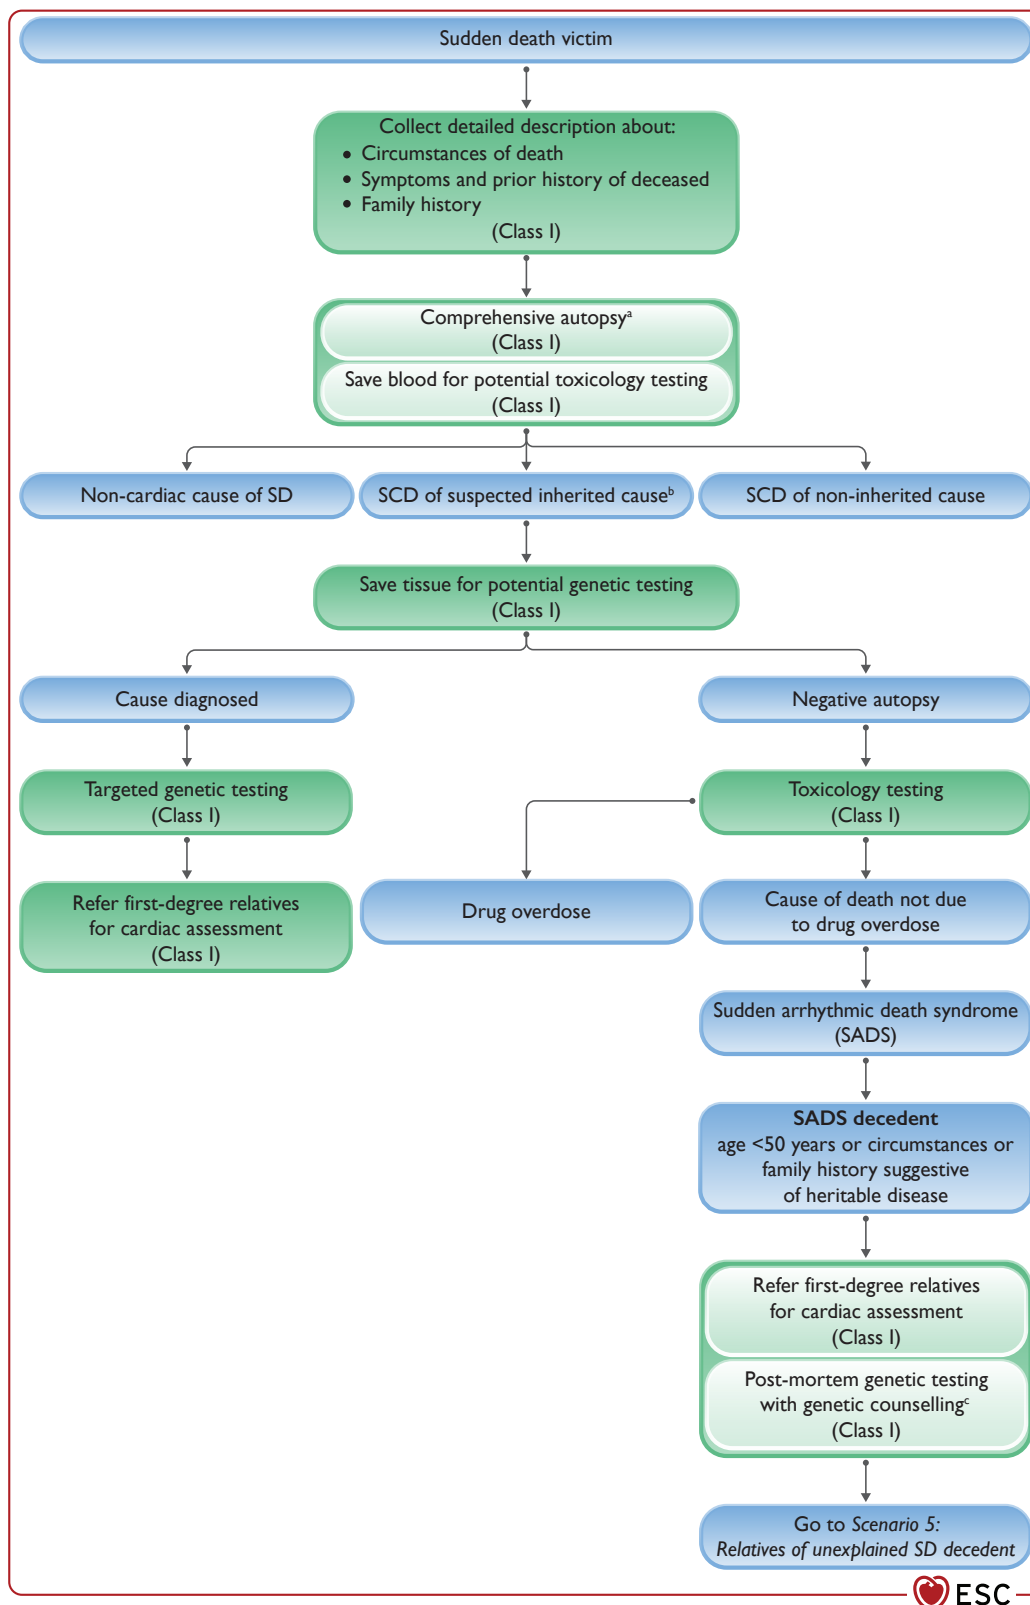 Sudden death victim
Collect detailed description about:
• Circumstances of death
• Symptoms and prior history of deceased
• Family history
(Class I)
Comprehensive autopsyᵃ
(Class I)
Save blood for potential toxicology testing
(Class I)
Non-cardiac cause of SD
SCD of suspected inherited causeᵇ
SCD of non-inherited cause
Save tissue for potential genetic testing
(Class I)
Cause diagnosed
Negative autopsy
Targeted genetic testing
(Class I)
Toxicology testing
(Class I)
Refer first-degree relatives
for cardiac assessment
(Class I)
Drug overdose
Cause of death not due
to drug overdose
Sudden arrhythmic death syndrome
(SADS)
SADS decedent
age <50 years or circumstances or
family history suggestive
of heritable disease
Refer first-degree relatives
for cardiac assessment
(Class I)
Post-mortem genetic testing
with genetic counsellingᶜ
(Class I)
Go to Scenario 5:
Relatives of unexplained SD decedent
ESC